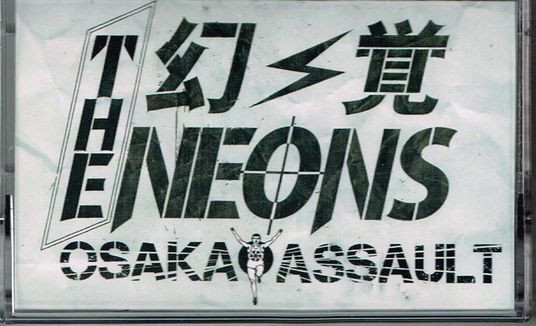 幻⚡覚
THE NEONS
OSAKA ASSAULT